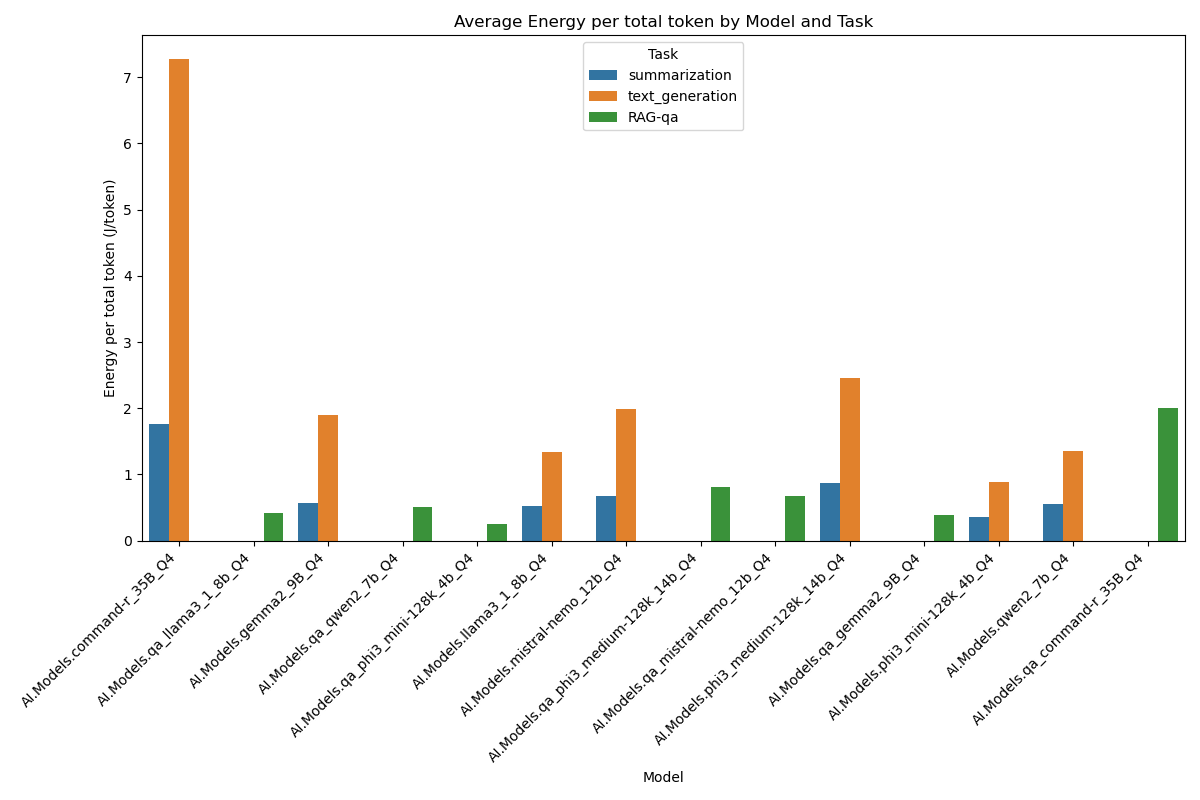 Average Energy per total token by Model and Task
Task
summarization
text_generation
RAG-qa
Energy per total token (J/token)
7
6
5
4
3
2
1
0
AI.Models.command-r_35B_Q4
AI.Models.qa_llama3_1_8b_Q4
AI.Models.gemma2_9B_Q4
AI.Models.qa_qwen2_7b_Q4
AI.Models.qa_phi3_mini-128k_4b_Q4
AI.Models.llama3_1_8b_Q4
AI.Models.mistral-nemo_12b_Q4
AI.Models.qa_phi3_medium-128k_14b_Q4
AI.Models.qa_mistral-nemo_12b_Q4
AI.Models.phi3_medium-128k_14b_Q4
AI.Models.qa_gemma2_9B_Q4
AI.Models.phi3_mini-128k_4b_Q4
AI.Models.qwen2_7b_Q4
AI.Models.qa_command-r_35B_Q4
Model